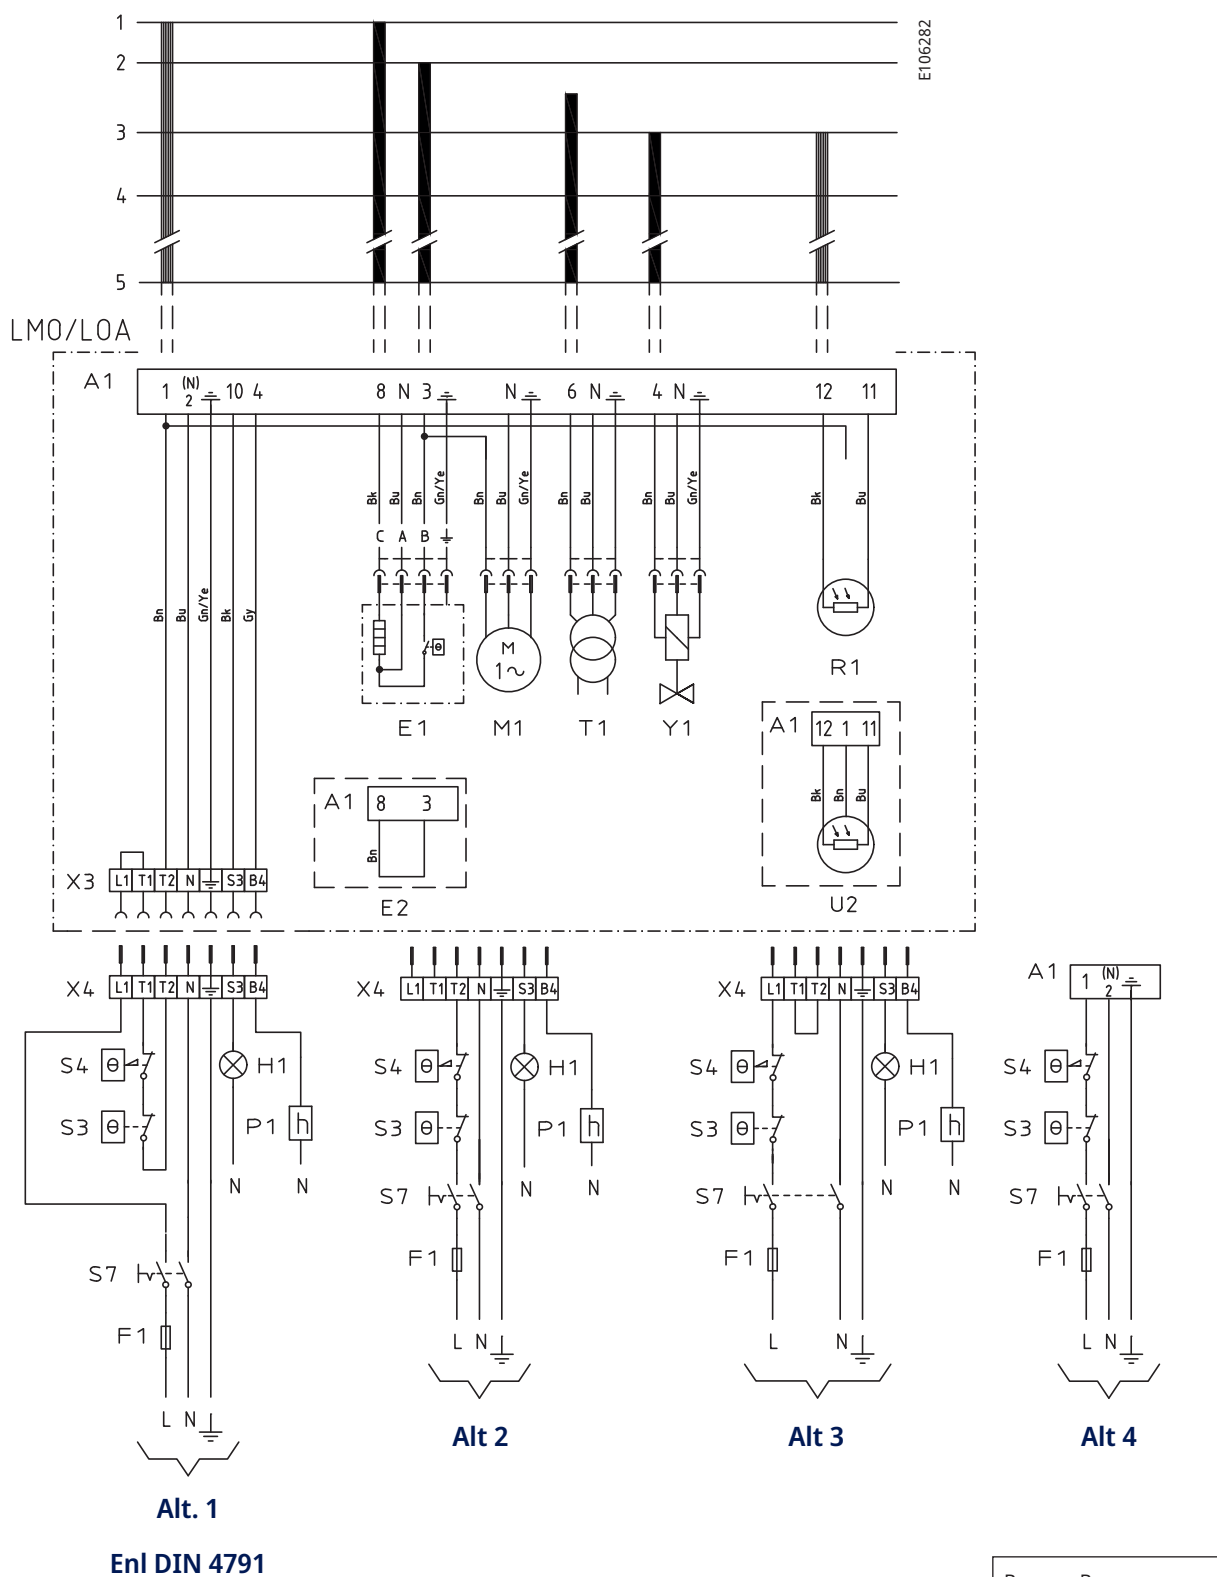 1
2
3
4
5
E106282
LMO/LOA
A1
1 (N) 2 10 4 8 N 3 N 6 N 4 N 12 11
Bk Bu Bn Gn/Ye Bn Bu Gn/Ye Bn Bu Bn Bu Gn/Ye Bk Bu
C A B
Bn Bu Gn/Ye Bk Gy
θ
M
1~
R1
E1 M1 T1 Y1
A1 12 1 11
Bk Bn Bu
U2
A1 8 3
Bn
E2
X3 L1 T1 T2 N S3 B4
X4 L1 T1 T2 N S3 B4
X4 L1 T1 T2 N S3 B4
X4 L1 T1 T2 N S3 B4
A1 1 (N) 2
S4 θ H1
S4 θ H1
S4 θ H1
S4 θ
S3 θ P1 h
S3 θ P1 h
S3 θ P1 h
S3 θ
N N
N N
N N
S7
S7
S7
S7
F1
F1
F1
F1
L N
L N
L N
L N
Alt. 1
Enl DIN 4791
Alt 2
Alt 3
Alt 4